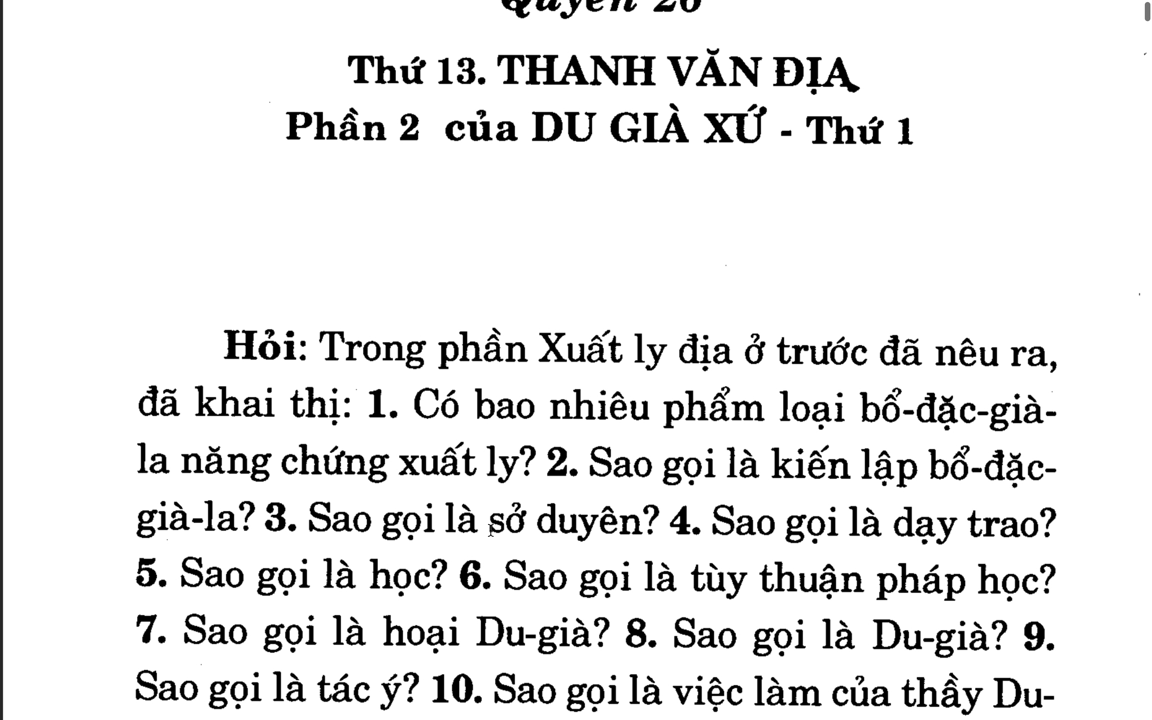 Quyển 26
Thứ 13. THANH VĂN ĐỊA
Phần 2 của DU GIÀ XỨ - Thứ 1
Hỏi: Trong phần Xuất ly địa ở trước đã nêu ra,
đã khai thị: 1. Có bao nhiêu phẩm loại bổ-đặc-già-
la năng chứng xuất ly? 2. Sao gọi là kiến lập bổ-đặc-
già-la? 3. Sao gọi là sở duyên? 4. Sao gọi là dạy trao?
5. Sao gọi là học? 6. Sao gọi là tùy thuận pháp học?
7. Sao gọi là hoại Du-già? 8. Sao gọi là Du-già? 9.
Sao gọi là tác ý? 10. Sao gọi là việc làm của thầy Du-